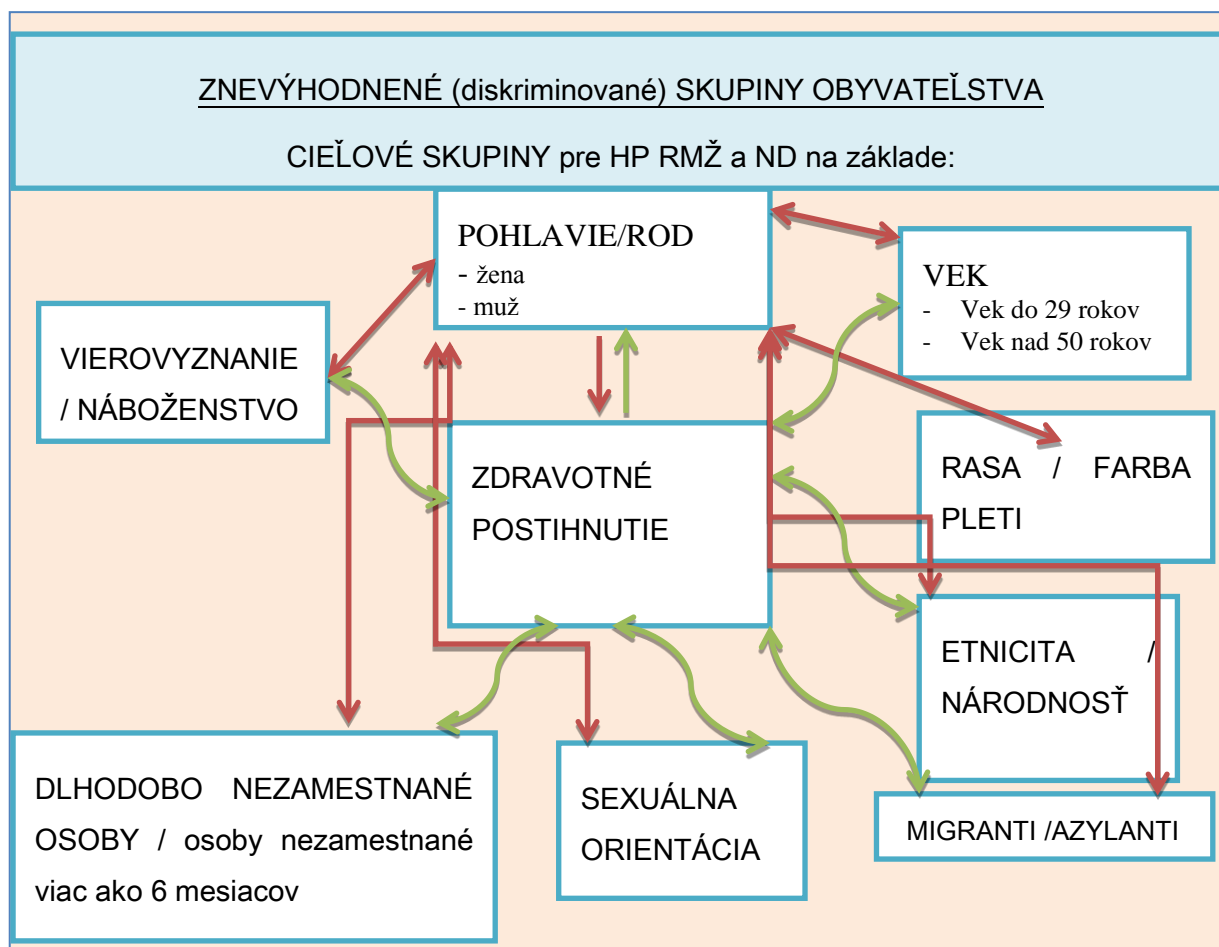 ZNEVÝHODNENÉ (diskriminované) SKUPINY OBYVATEĽSTVA
CIEĽOVÉ SKUPINY pre HP RMŽ a ND na základe:
POHLAVIE/ROD
- žena
- muž
VEK
- Vek do 29 rokov
- Vek nad 50 rokov
VIEROVYZNANIE
/ NÁBOŽENSTVO
ZDRAVOTNÉ
POSTIHNUTIE
RASA / FARBA
PLETI
ETNICITA /
NÁRODNOSŤ
DLHODOBO NEZAMESTNANÉ
OSOBY / osoby nezamestnané
viac ako 6 mesiacov
SEXUÁLNA
ORIENTÁCIA
MIGRANTI /AZYLANTI